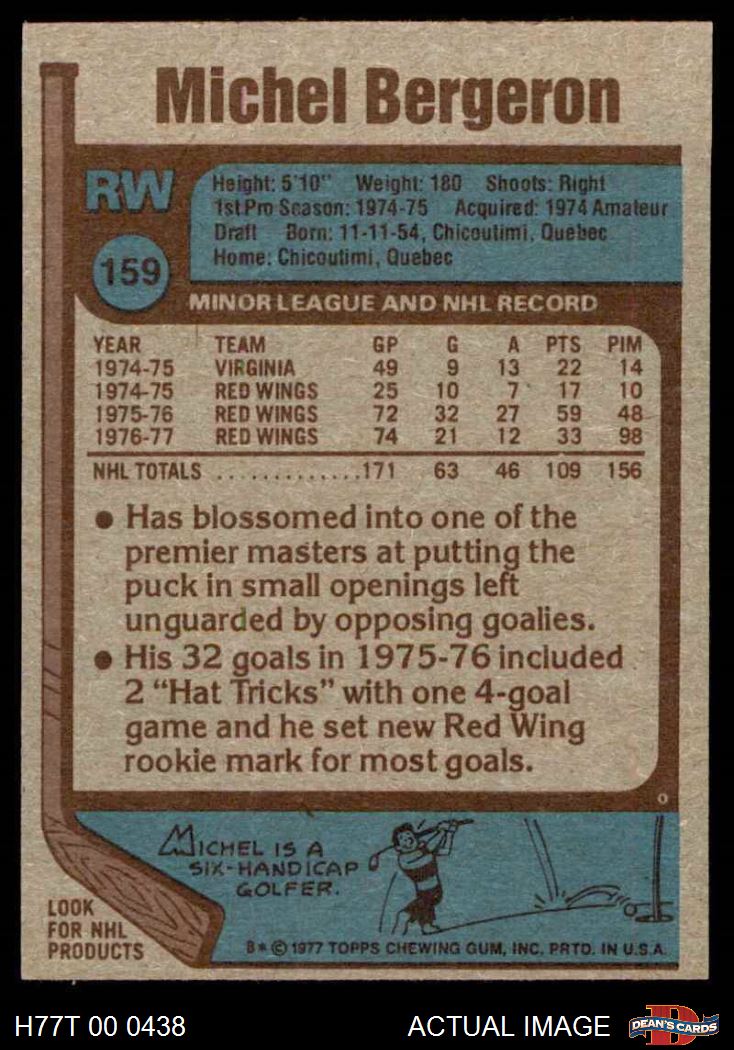 Michel Bergeron
RW
159
Height: 5'10" Weight: 180 Shoots: Right
1st Pro Season: 1974-75 Acquired: 1974 Amateur
Draft Born: 11-11-54, Chicoutimi, Quebec
Home: Chicoutimi, Quebec
MINOR LEAGUE AND NHL RECORD
YEAR TEAM GP G A PTS PIM
1974-75 VIRGINIA 49 9 13 22 14
1974-75 RED WINGS 25 10 7 17 10
1975-76 RED WINGS 72 32 27 59 48
1976-77 RED WINGS 74 21 12 33 98
NHL TOTALS .............171 63 46 109 156
● Has blossomed into one of the
premier masters at putting the
puck in small openings left
unguarded by opposing goalies.
● His 32 goals in 1975-76 included
2 “Hat Tricks” with one 4-goal
game and he set new Red Wing
rookie mark for most goals.
MICHEL IS A
SIX-HANDICAP
GOLFER.
LOOK
FOR NHL
PRODUCTS
B* © 1977 TOPPS CHEWING GUM, INC. PRTD. IN U.S.A.
H77T 00 0438 ACTUAL IMAGE DEAN'S CARDS